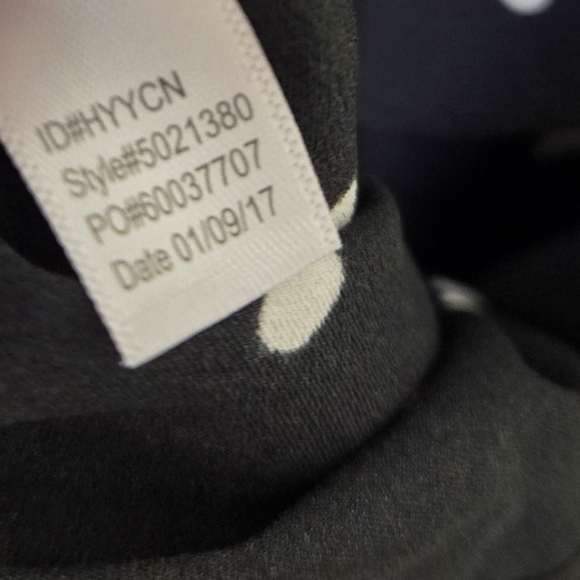 ID#HYYCN
Style#5021380
PO#60037707
Date 01/09/17